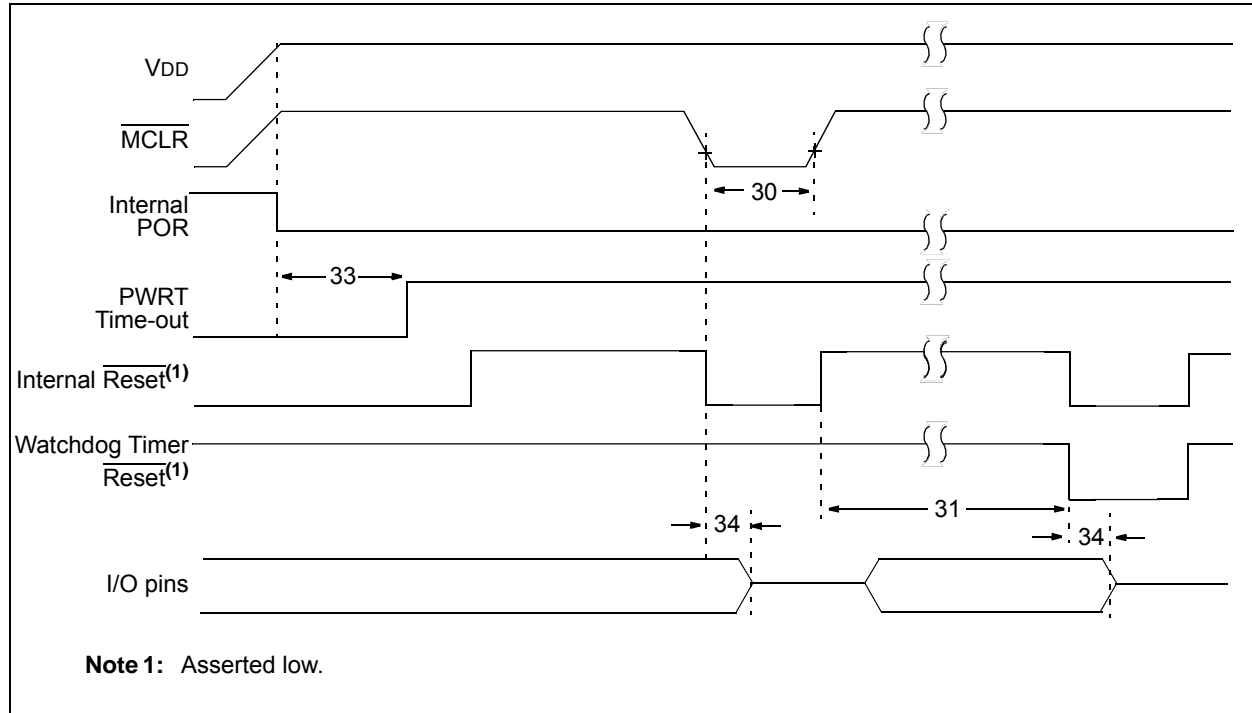 VDD
MCLR
30
Internal
POR
33
PWRT
Time-out
Internal Reset(1)
Watchdog Timer
Reset(1)
31
34
34
I/O pins
Note 1: Asserted low.